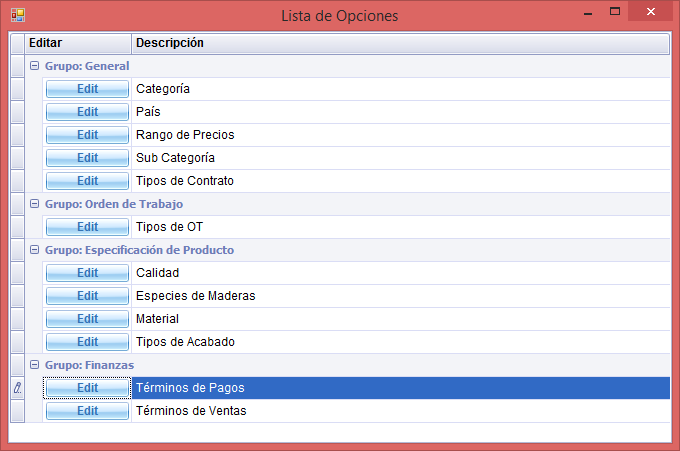 Lista de Opciones
Editar Descripción
Grupo: General
Edit Categoría
Edit País
Edit Rango de Precios
Edit Sub Categoría
Edit Tipos de Contrato
Grupo: Orden de Trabajo
Edit Tipos de OT
Grupo: Especificación de Producto
Edit Calidad
Edit Especies de Maderas
Edit Material
Edit Tipos de Acabado
Grupo: Finanzas
Edit Términos de Pagos
Edit Términos de Ventas